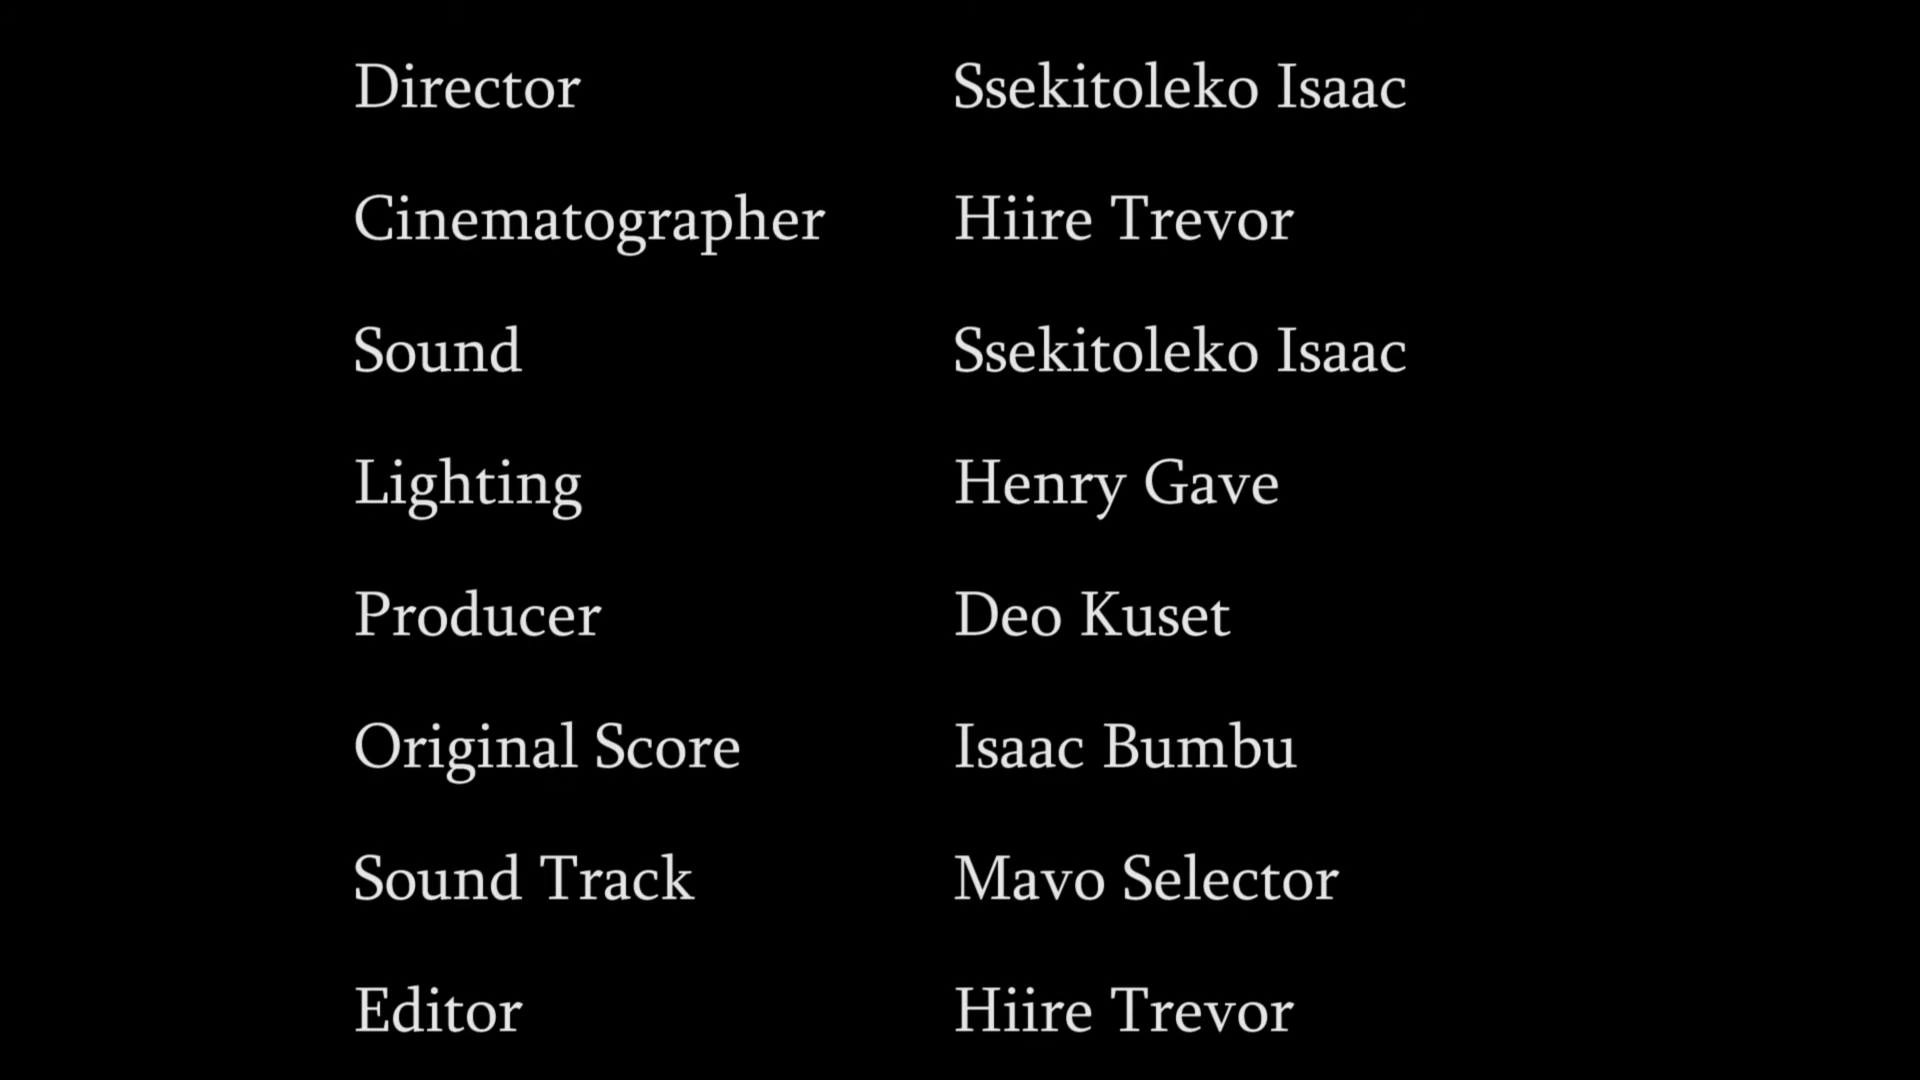 Director Ssekitoleko Isaac
Cinematographer Hiire Trevor
Sound Ssekitoleko Isaac
Lighting Henry Gave
Producer Deo Kuset
Original Score Isaac Bumbu
Sound Track Mavo Selector
Editor Hiire Trevor